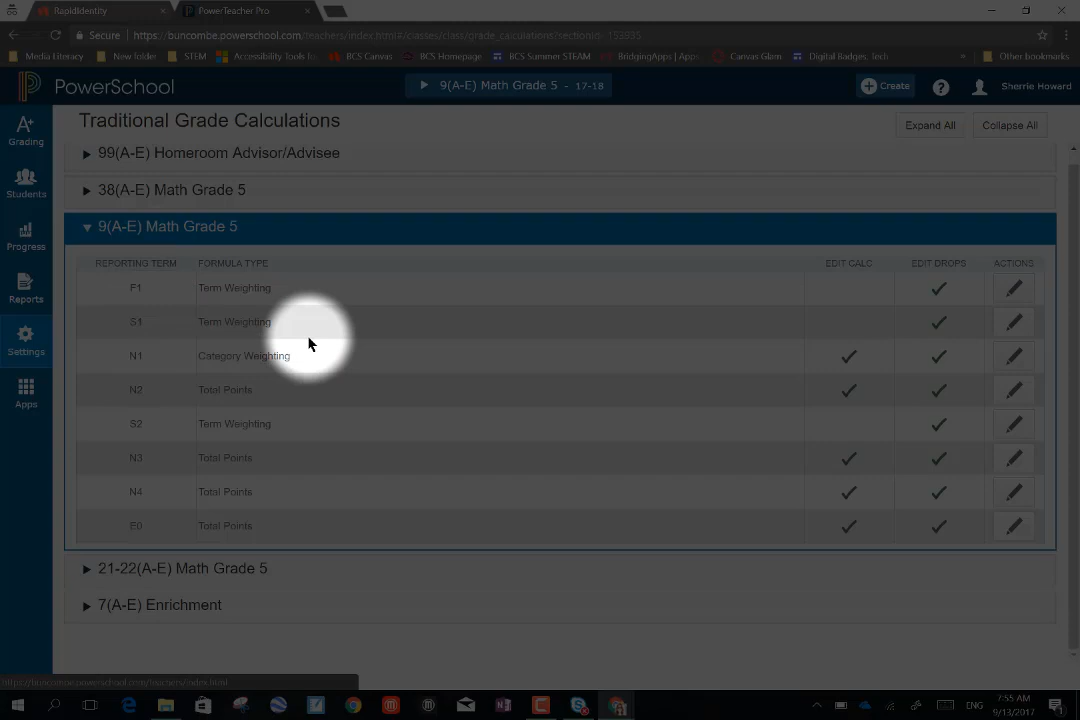 RapidIdentity
PowerTeacher Pro
Secure
https://buncombe.powerschool.com/teachers/index.html#/classes/class/grade_calculations?sectionId=153935
Media Literacy
New folder
STEM
Accessibility Tools fo
BCS Canvas
BCS Homepage
BCS Summer STEAM
BridgingApps | Apps
Canvas Glam
Digital Badges, Tech
»
Other bookmarks
PowerSchool
9(A-E) Math Grade 5 - 17-18
Create
Sherrie Howard
A+
Grading
Students
Progress
Reports
Settings
Apps
Traditional Grade Calculations
Expand All
Collapse All
99(A-E) Homeroom Advisor/Advisee
38(A-E) Math Grade 5
9(A-E) Math Grade 5
REPORTING TERM FORMULA TYPE EDIT CALC EDIT DROPS ACTIONS
F1 Term Weighting
S1 Term Weighting
N1 Category Weighting
N2 Total Points
S2 Term Weighting
N3 Total Points
N4 Total Points
E0 Total Points
21-22(A-E) Math Grade 5
7(A-E) Enrichment
https://buncombe.powerschool.com/teachers/index.html
ENG
7:55 AM
9/13/2017